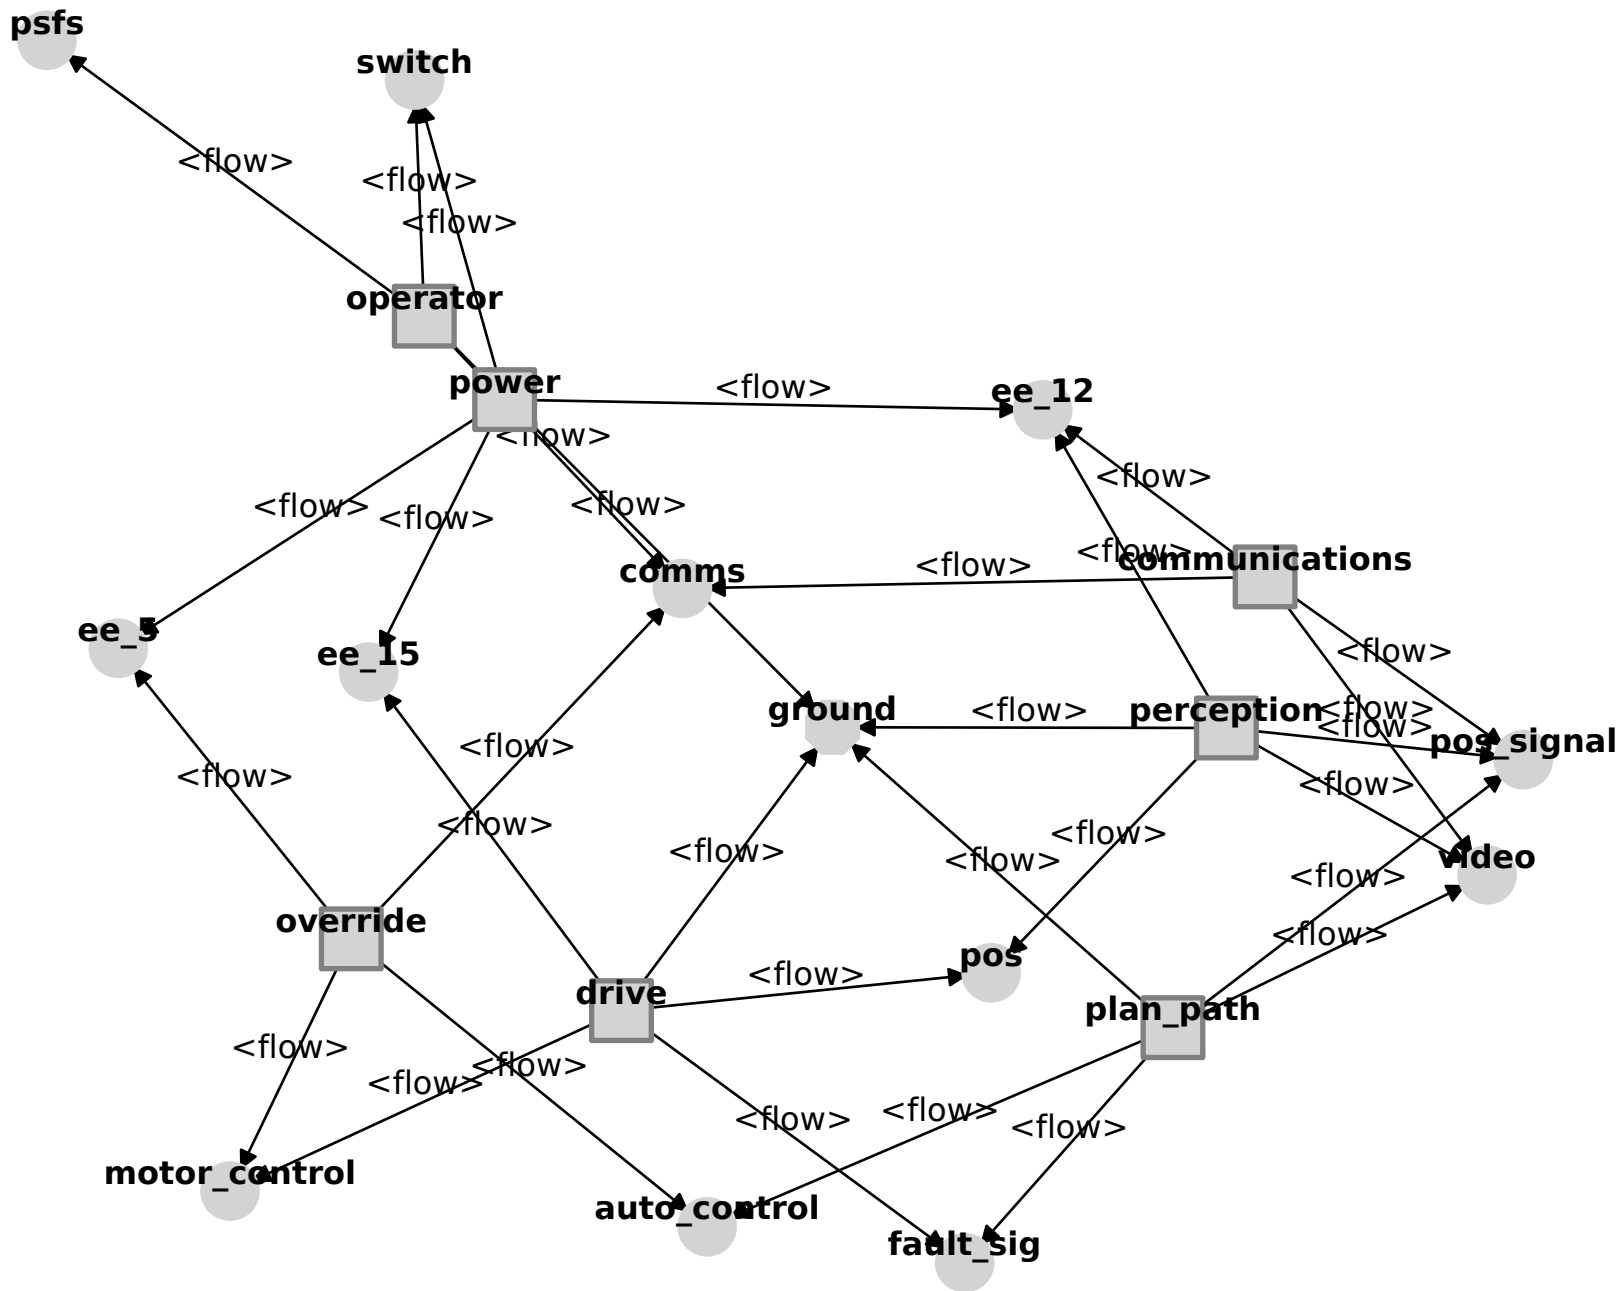 psfs
switch
<flow>
<flow>
<flow>
operator
power
<flow>
ee_12
<flow>
<flow>
<flow>
<flow>
<flow>
<flow>
communications
<flow>
comms
ee_5
ee_15
<flow>
ground
<flow>
perception
<flow>
<flow>
pos_signal
<flow>
<flow>
<flow>
<flow>
<flow>
<flow>
<flow>
video
<flow>
override
<flow>
pos
<flow>
drive
plan_path
<flow>
<flow>
<flow>
<flow>
<flow>
<flow>
motor_control
auto_control
fault_sig